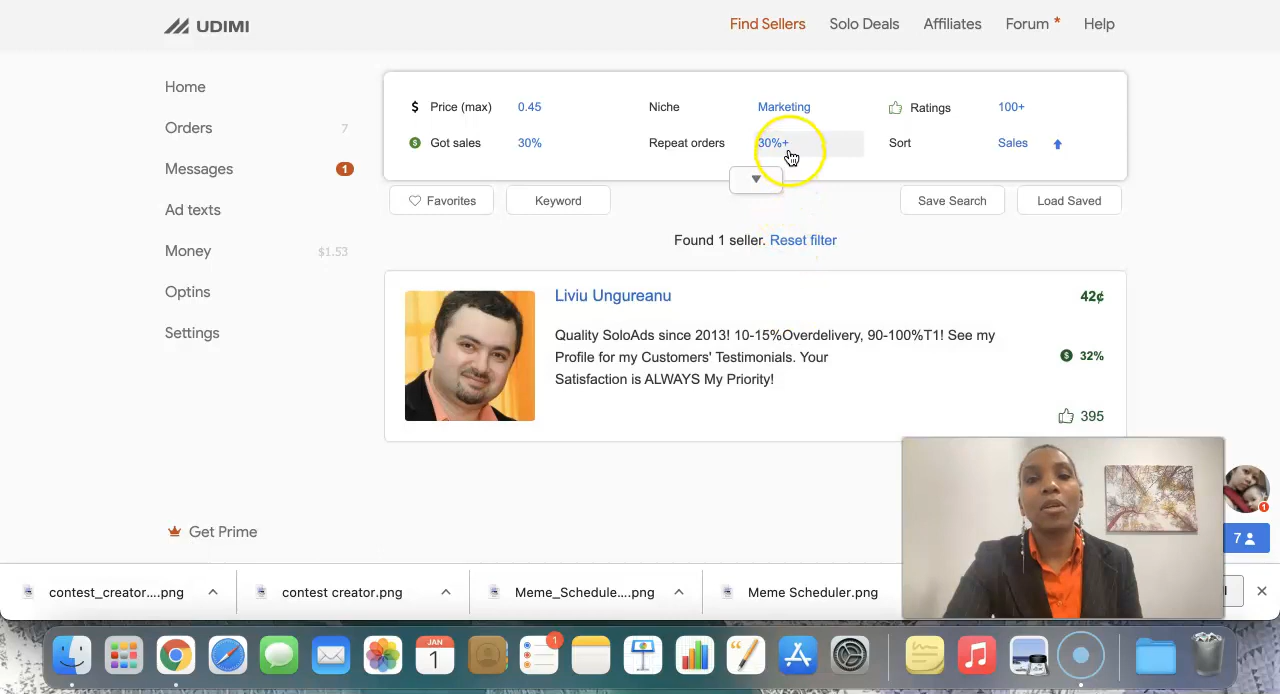 UDIMI
Find Sellers
Solo Deals
Affiliates
Forum *
Help
Home
Orders 7
Messages 1
Ad texts
Money $1.53
Optins
Settings
Get Prime
$ Price (max) 0.45
Niche Marketing
Ratings 100+
$ Got sales 30%
Repeat orders 30%+
Sort Sales
Favorites
Keyword
Save Search
Load Saved
Found 1 seller. Reset filter
Liviu Ungureanu
42¢
Quality SoloAds since 2013! 10-15%Overdelivery, 90-100%T1! See my
Profile for my Customers' Testimonials. Your
Satisfaction is ALWAYS My Priority!
$ 32%
395
1
7
contest_creator....png
contest creator.png
Meme_Schedule....png
Meme Scheduler.png
JAN
1
1